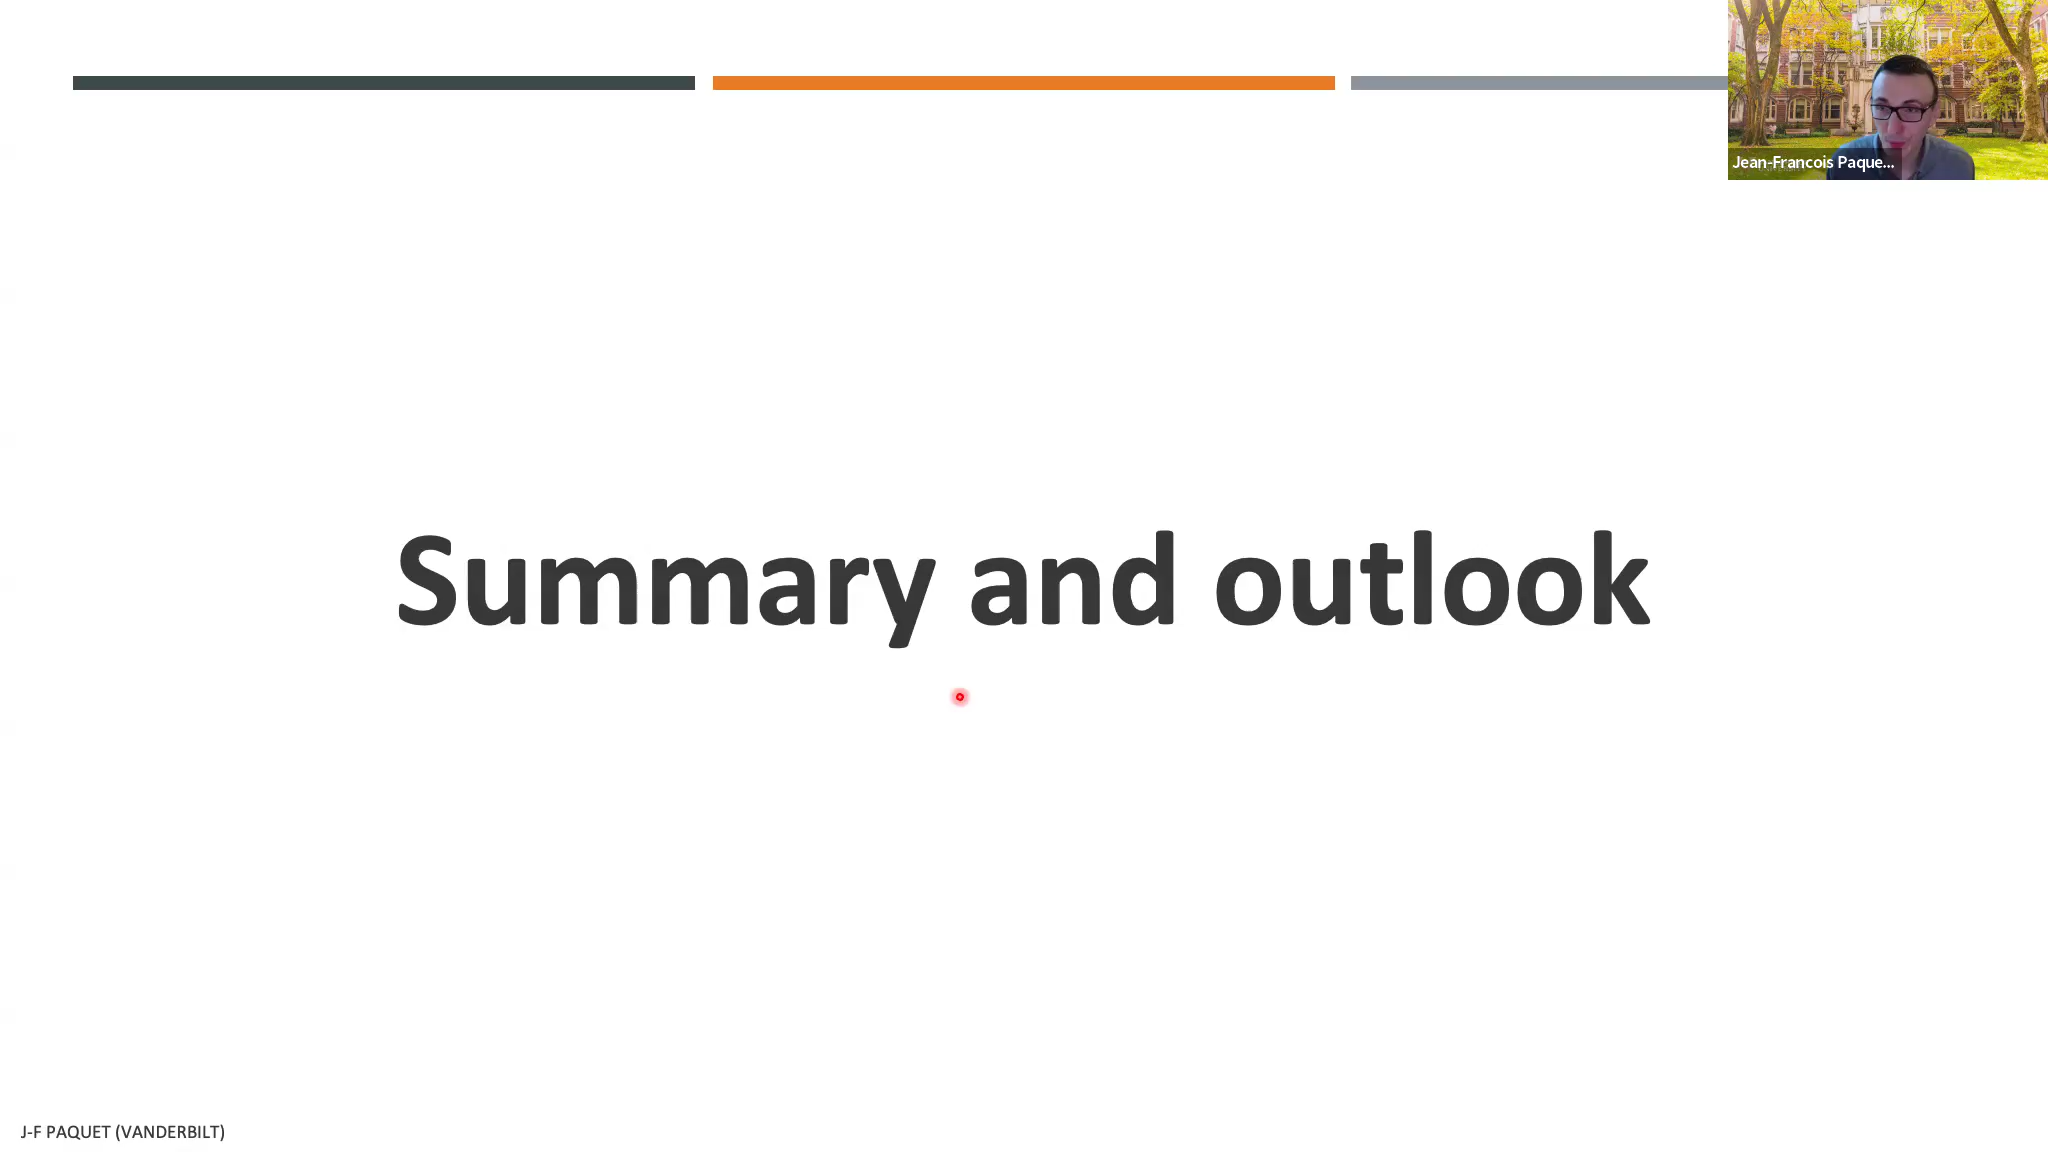 Jean-Francois Paque...
Summary and outlook
J-F PAQUET (VANDERBILT)